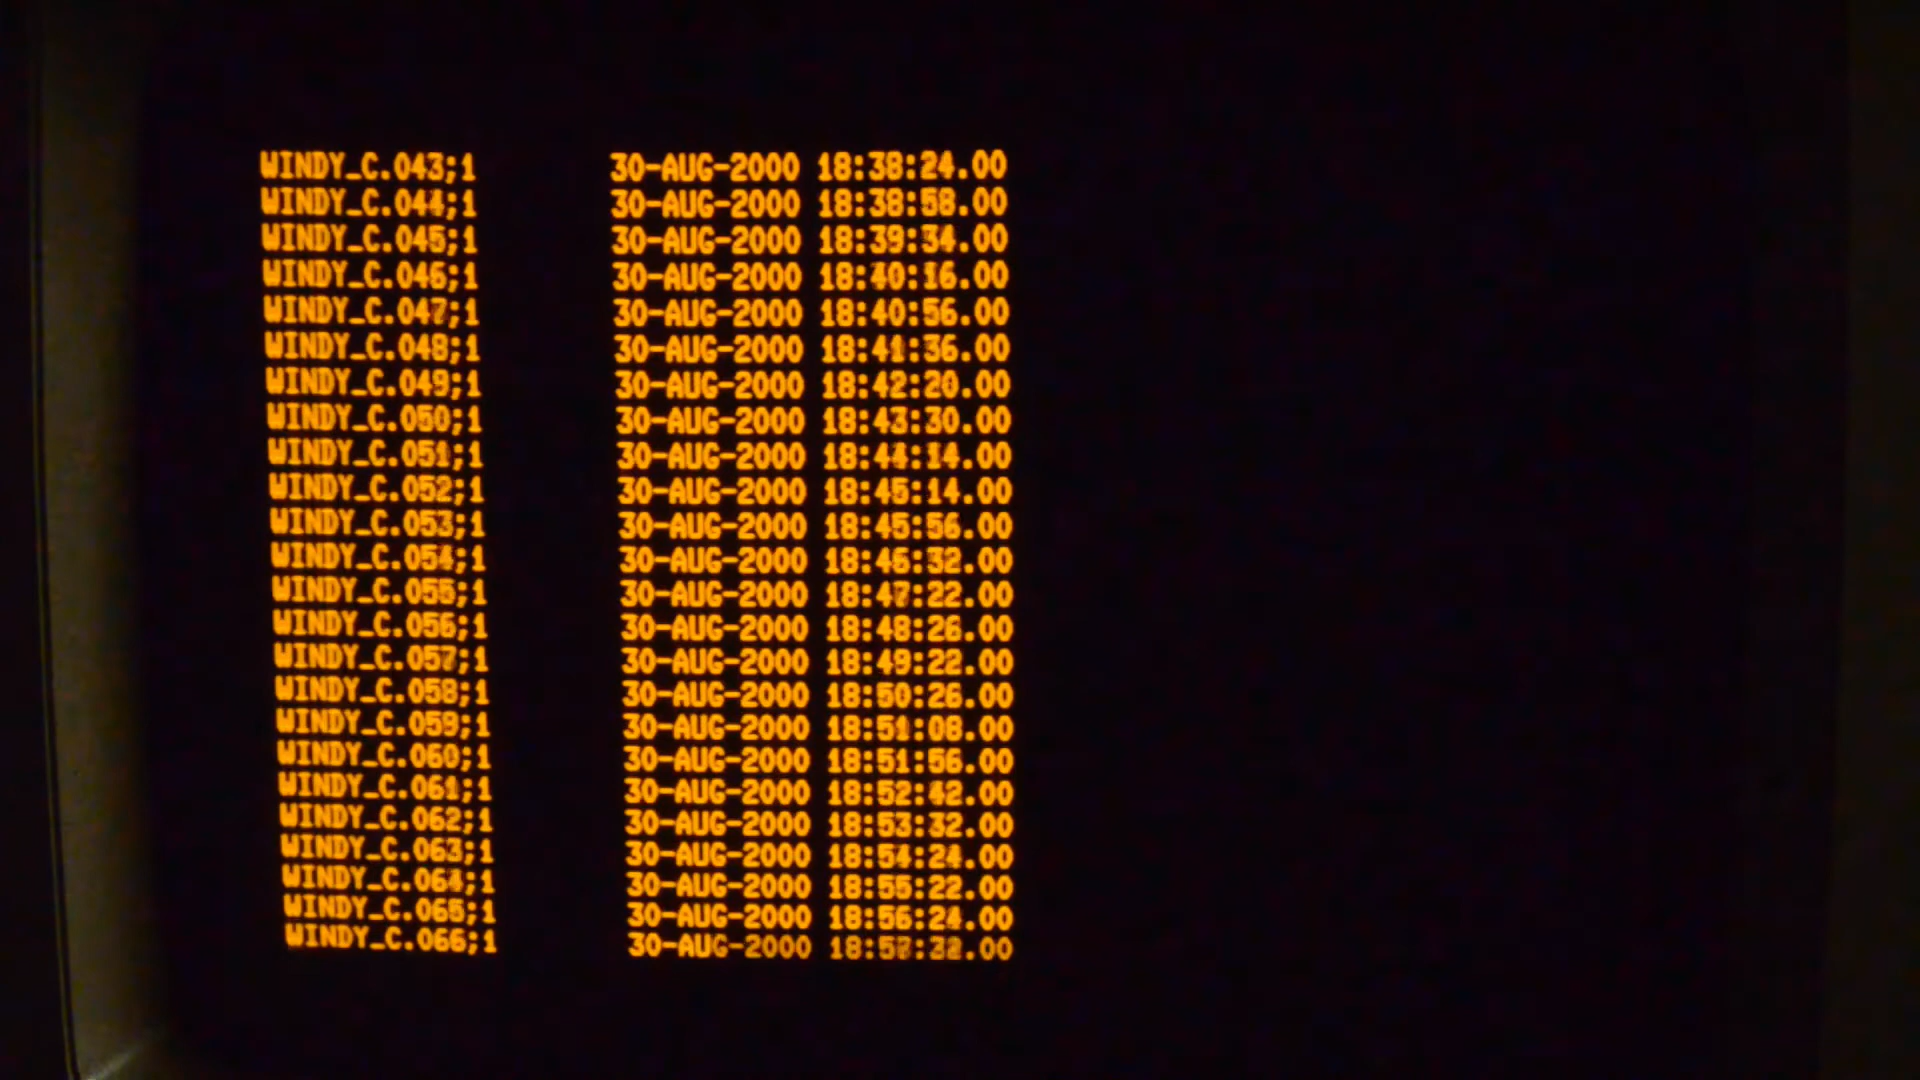 WINDY_C.043;1 30-AUG-2000 18:38:24.00
WINDY_C.044;1 30-AUG-2000 18:38:58.00
WINDY_C.045;1 30-AUG-2000 18:39:34.00
WINDY_C.046;1 30-AUG-2000 18:40:16.00
WINDY_C.047;1 30-AUG-2000 18:40:56.00
WINDY_C.048;1 30-AUG-2000 18:41:36.00
WINDY_C.049;1 30-AUG-2000 18:42:20.00
WINDY_C.050;1 30-AUG-2000 18:43:30.00
WINDY_C.051;1 30-AUG-2000 18:44:14.00
WINDY_C.052;1 30-AUG-2000 18:45:14.00
WINDY_C.053;1 30-AUG-2000 18:45:56.00
WINDY_C.054;1 30-AUG-2000 18:46:32.00
WINDY_C.055;1 30-AUG-2000 18:47:22.00
WINDY_C.056;1 30-AUG-2000 18:48:26.00
WINDY_C.057;1 30-AUG-2000 18:49:22.00
WINDY_C.058;1 30-AUG-2000 18:50:26.00
WINDY_C.059;1 30-AUG-2000 18:51:08.00
WINDY_C.060;1 30-AUG-2000 18:51:56.00
WINDY_C.061;1 30-AUG-2000 18:52:42.00
WINDY_C.062;1 30-AUG-2000 18:53:32.00
WINDY_C.063;1 30-AUG-2000 18:54:24.00
WINDY_C.064;1 30-AUG-2000 18:55:22.00
WINDY_C.065;1 30-AUG-2000 18:56:24.00
WINDY_C.066;1 30-AUG-2000